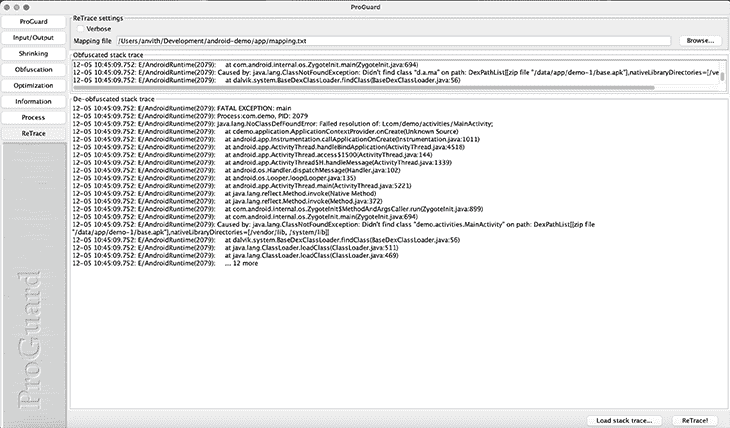 ProGuard
ProGuard
Input/Output
Shrinking
Obfuscation
Optimization
Information
Process
ReTrace
ReTrace settings
Verbose
Mapping file /Users/anvith/Development/android-demo/app/mapping.txt Browse...
Obfuscated stack trace
12-05 10:45:09.752: E/AndroidRuntime(2079): at com.android.internal.os.ZygoteInit.main(ZygoteInit.java:694)
12-05 10:45:09.752: E/AndroidRuntime(2079): Caused by: java.lang.ClassNotFoundException: Didn't find class "d.a.ma" on path: DexPathList[[zip file "/data/app/demo-1/base.apk"],nativeLibraryDirectories=[/ve
12-05 10:45:09.752: E/AndroidRuntime(2079): at dalvik.system.BaseDexClassLoader.findClass(BaseDexClassLoader.java:56)
De-obfuscated stack trace
12-05 10:45:09.752: E/AndroidRuntime(2079): FATAL EXCEPTION: main
12-05 10:45:09.752: E/AndroidRuntime(2079): Process:com.demo, PID: 2079
12-05 10:45:09.752: E/AndroidRuntime(2079): java.lang.NoClassDefFoundError: Failed resolution of: Lcom/demo/activities/MainActivity;
12-05 10:45:09.752: E/AndroidRuntime(2079): at cdemo.application.ApplicationContextProvider.onCreate(Unknown Source)
12-05 10:45:09.752: E/AndroidRuntime(2079): at android.app.Instrumentation.callApplicationOnCreate(Instrumentation.java:1011)
12-05 10:45:09.752: E/AndroidRuntime(2079): at android.app.ActivityThread.handleBindApplication(ActivityThread.java:4518)
12-05 10:45:09.752: E/AndroidRuntime(2079): at android.app.ActivityThread.access$1500(ActivityThread.java:144)
12-05 10:45:09.752: E/AndroidRuntime(2079): at android.app.ActivityThread$H.handleMessage(ActivityThread.java:1339)
12-05 10:45:09.752: E/AndroidRuntime(2079): at android.os.Handler.dispatchMessage(Handler.java:102)
12-05 10:45:09.752: E/AndroidRuntime(2079): at android.os.Looper.loop(Looper.java:135)
12-05 10:45:09.752: E/AndroidRuntime(2079): at android.app.ActivityThread.main(ActivityThread.java:5221)
12-05 10:45:09.752: E/AndroidRuntime(2079): at java.lang.reflect.Method.invoke(Native Method)
12-05 10:45:09.752: E/AndroidRuntime(2079): at java.lang.reflect.Method.invoke(Method.java:372)
12-05 10:45:09.752: E/AndroidRuntime(2079): at com.android.internal.os.ZygoteInit$MethodAndArgsCaller.run(ZygoteInit.java:899)
12-05 10:45:09.752: E/AndroidRuntime(2079): at com.android.internal.os.ZygoteInit.main(ZygoteInit.java:694)
12-05 10:45:09.752: E/AndroidRuntime(2079): Caused by: java.lang.ClassNotFoundException: Didn't find class "demo.activities.MainActivity" on path: DexPathList[[zip file
"/data/app/demo-1/base.apk"],nativeLibraryDirectories=[/vendor/lib, /system/lib]]
12-05 10:45:09.752: E/AndroidRuntime(2079): at dalvik.system.BaseDexClassLoader.findClass(BaseDexClassLoader.java:56)
12-05 10:45:09.752: E/AndroidRuntime(2079): at java.lang.ClassLoader.loadClass(ClassLoader.java:511)
12-05 10:45:09.752: E/AndroidRuntime(2079): at java.lang.ClassLoader.loadClass(ClassLoader.java:469)
12-05 10:45:09.752: E/AndroidRuntime(2079): ... 12 more
ProGuard
Load stack trace... ReTrace!